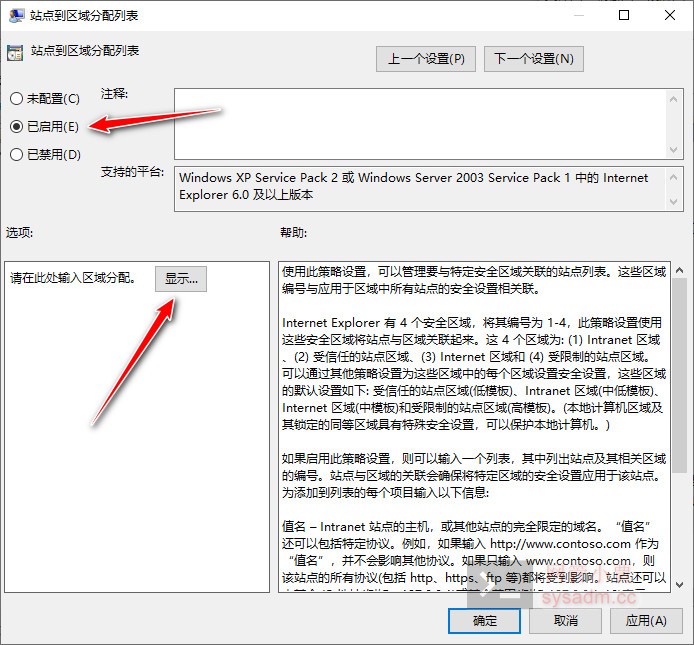 站点到区域分配列表
站点到区域分配列表
上一个设置(P)
下一个设置(N)
未配置(C)
注释:
已启用(E)
已禁用(D)
支持的平台:
Windows XP Service Pack 2 或 Windows Server 2003 Service Pack 1 中的 Internet
Explorer 6.0 及以上版本
选项:
帮助:
请在此处输入区域分配。
显示...
使用此策略设置，可以管理要与特定安全区域关联的站点列表。这些区域
编号与应用于区域中所有站点的安全设置相关联。
Internet Explorer 有 4 个安全区域，将其编号为 1-4，此策略设置使用
这些安全区域将站点与区域关联起来。这 4 个区域为: (1) Intranet 区域
、(2) 受信任的站点区域、(3) Internet 区域和 (4) 受限制的站点区域。
可以通过其他策略设置为这些区域中的每个区域设置安全设置，这些区域
的默认设置如下: 受信任的站点区域(低模板)、Intranet 区域(中低模板)、
Internet 区域(中模板)和受限制的站点区域(高模板)。(本地计算机区域及
其锁定的同等区域具有特殊安全设置，可以保护本地计算机。)
如果启用此策略设置，则可以输入一个列表，其中列出站点及其相关区域
的编号。站点与区域的关联会确保将特定区域的安全设置应用于该站点。
为添加到列表的每个项目输入以下信息:
值名 – Intranet 站点的主机，或其他站点的完全限定的域名。“值名”
还可以包括特定协议。例如，如果输入 http://www.contoso.com 作为
“值名”，并不会影响其他协议。如果只输入 www.contoso.com，则
该站点的所有协议(包括 http、https、ftp 等)都将受到影响。站点还可以
sysadm.cc
确定
取消
应用(A)